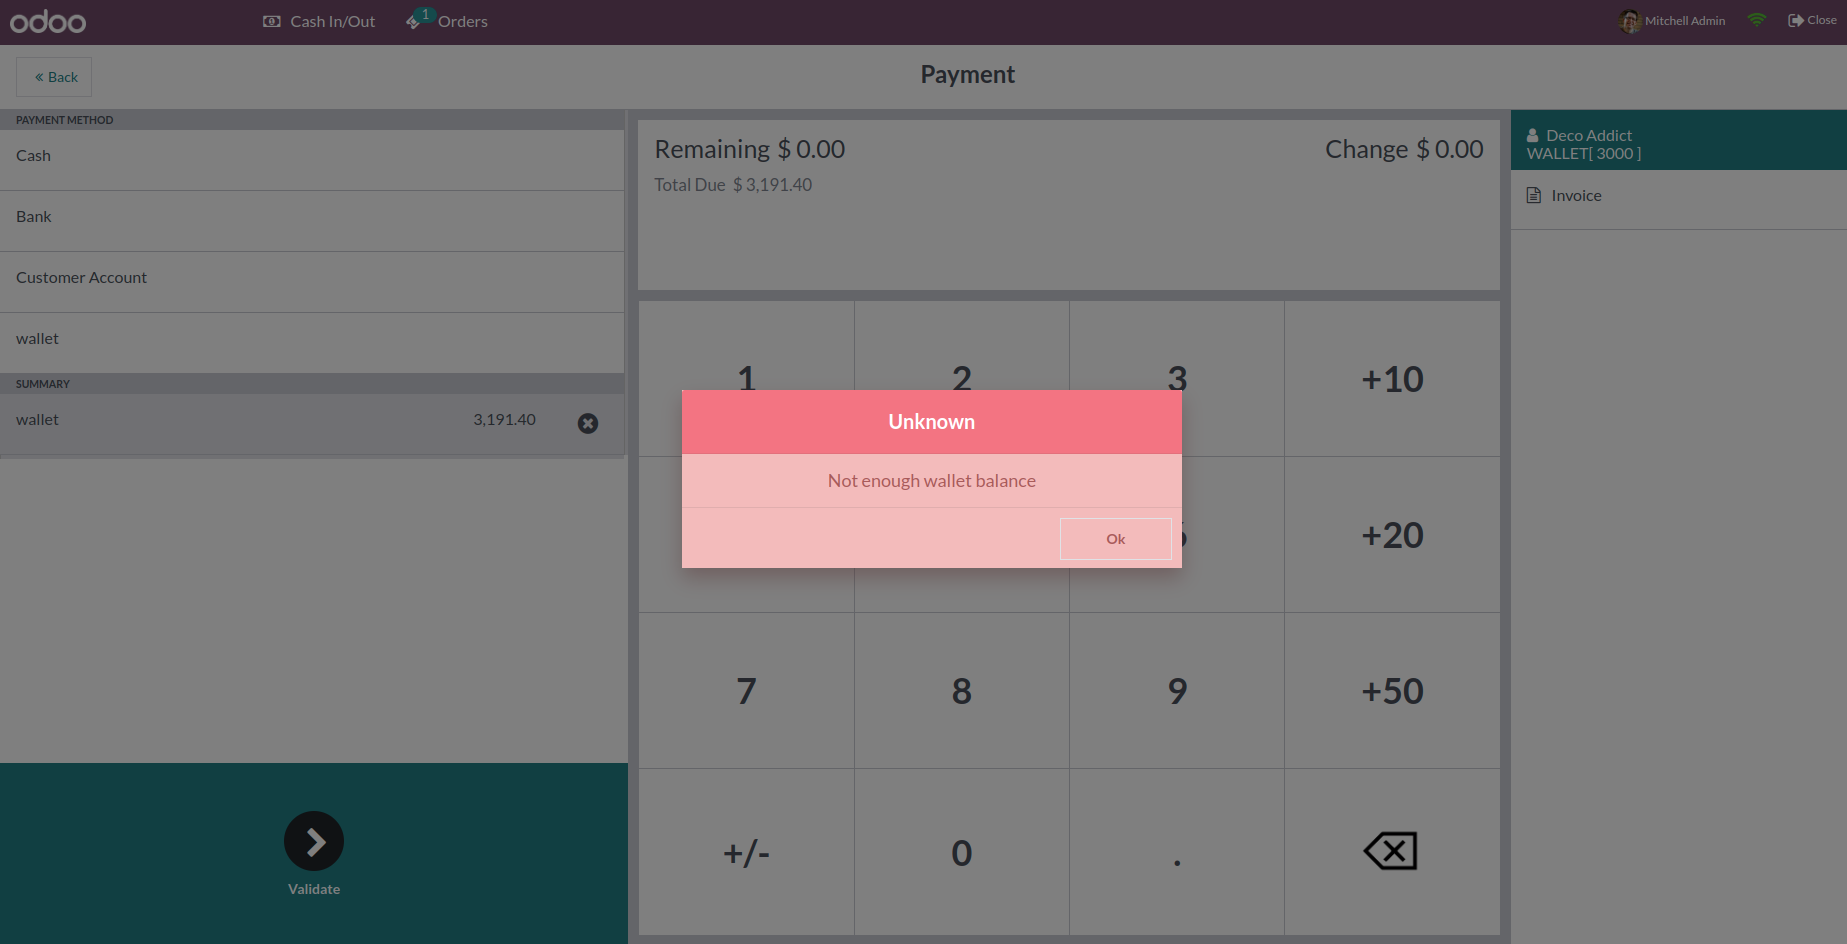 odoo
Cash In/Out
1
Orders
Mitchell Admin
Close
« Back
Payment
PAYMENT METHOD
Cash
Bank
Customer Account
wallet
SUMMARY
wallet 3,191.40
Validate
Remaining $ 0.00
Change $ 0.00
Total Due $ 3,191.40
1 2 3 +10
+20
7 8 9 +50
+/- 0 .
Unknown
Not enough wallet balance
Ok
Deco Addict
WALLET[ 3000 ]
Invoice